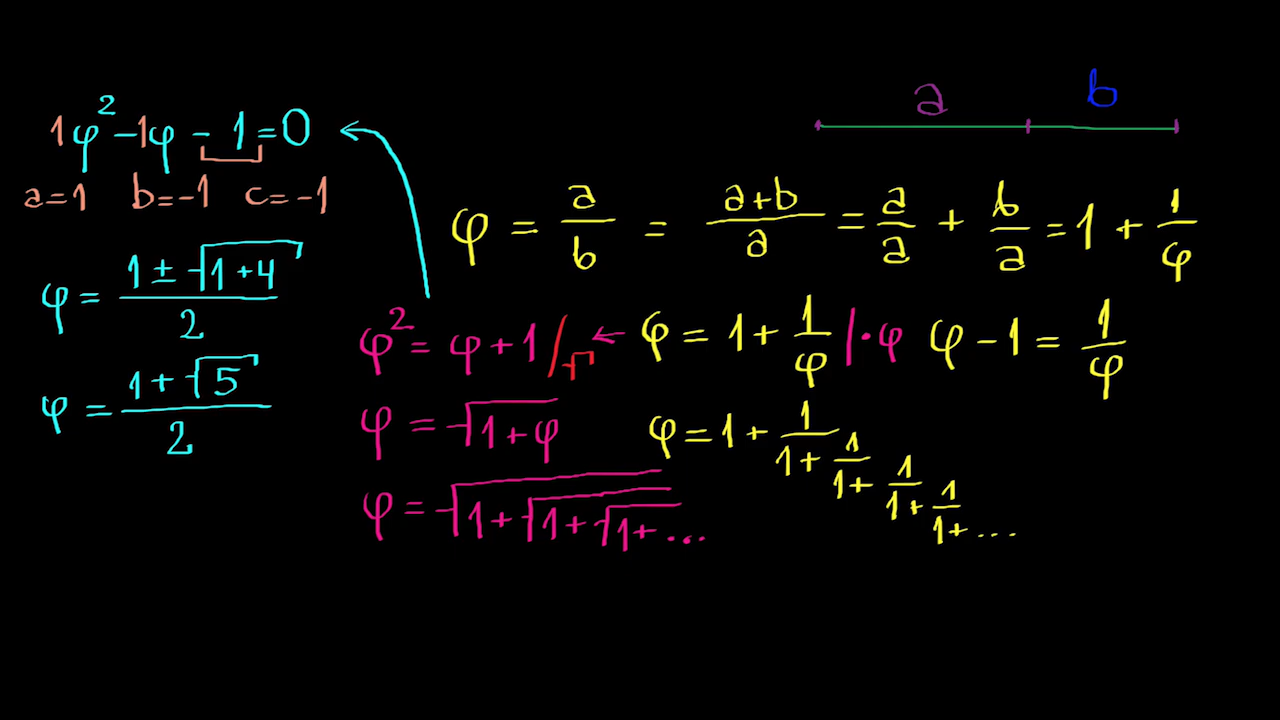 a b
1φ² - 1φ - 1 = 0
a = 1 b = -1 c = -1
φ = (1 ± √(1 + 4)) / 2
φ = (1 + √5) / 2
φ = a/b = (a + b)/a = a/a + b/a = 1 + 1/φ
φ² = φ + 1 /√ ← φ = 1 + 1/φ | · φ φ - 1 = 1/φ
φ = √(1 + φ)
φ = √(1 + √(1 + √(1 + ...
φ = 1 + 1/(1 + 1/(1 + 1/(1 + 1/(1 + ...